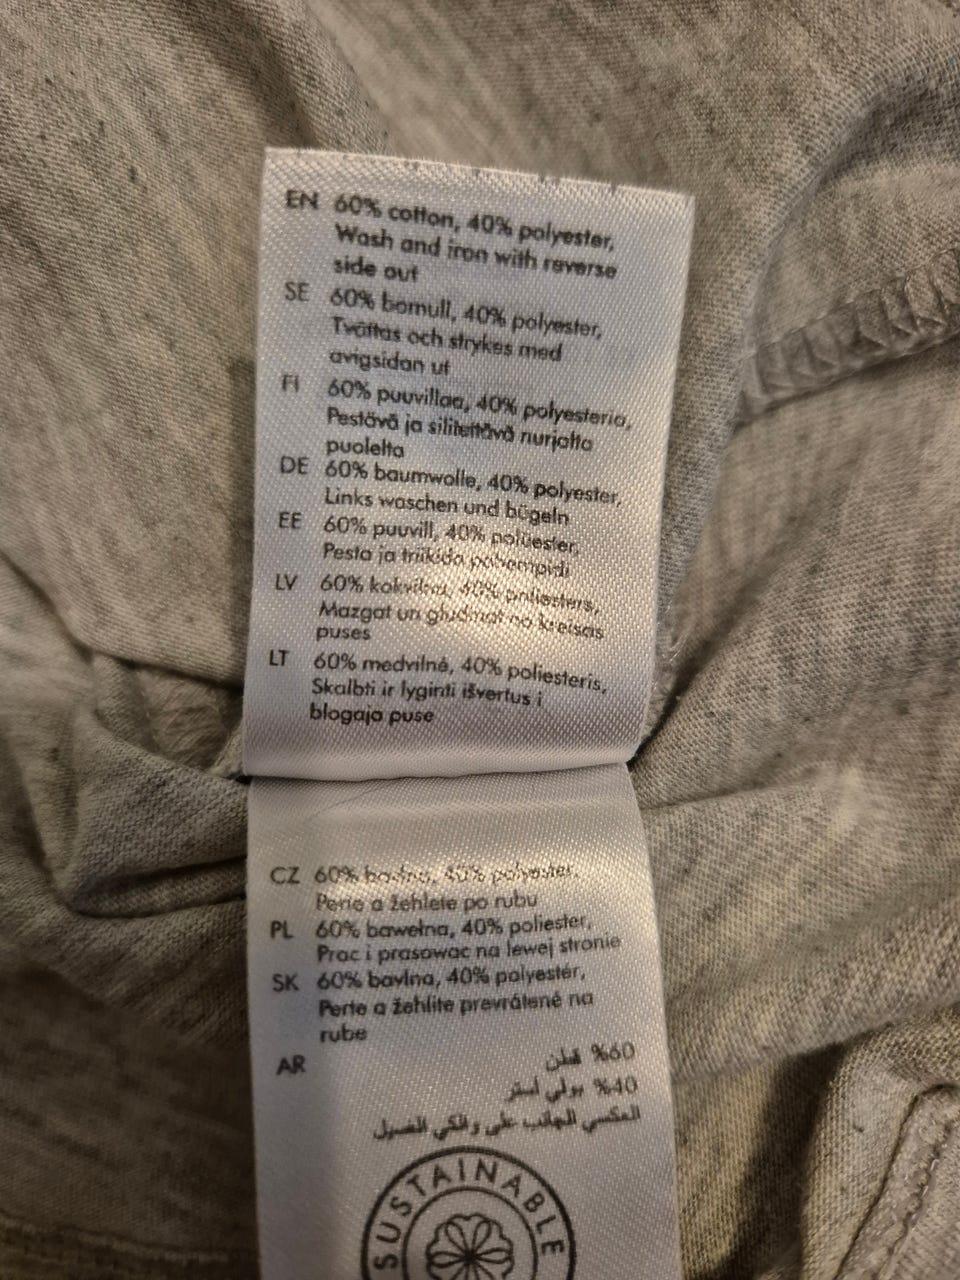 EN 60% cotton, 40% polyester,
Wash and iron with reverse
side out
SE 60% bomull, 40% polyester,
Tvättas och strykes med
avigsidan ut
FI 60% puuvillaa, 40% polyesteria,
Pestävä ja silitettävä nurjalta
puolelta
DE 60% baumwolle, 40% polyester,
Links waschen und bügeln
EE 60% puuvill, 40% polüester,
Pesta ja triikida pahempidi
LV 60% kokvilna, 40% poliesters,
Mazgat un gludinat no kreisas
puses
LT 60% medvilnė, 40% poliesteris,
Skalbti ir lyginti išvertus i
blogaja puse
CZ 60% bavlna, 40% polyester,
Perte a žehlete po rubu
PL 60% bawełna, 40% poliester,
Prac i prasowac na lewej stronie
SK 60% bavlna, 40% polyestér,
Perte a žehlite prevrátené na
rube
AR 60% قطن
40% بولي استر
العكسي الجانب على والكي الغسيل
SUSTAINABLE